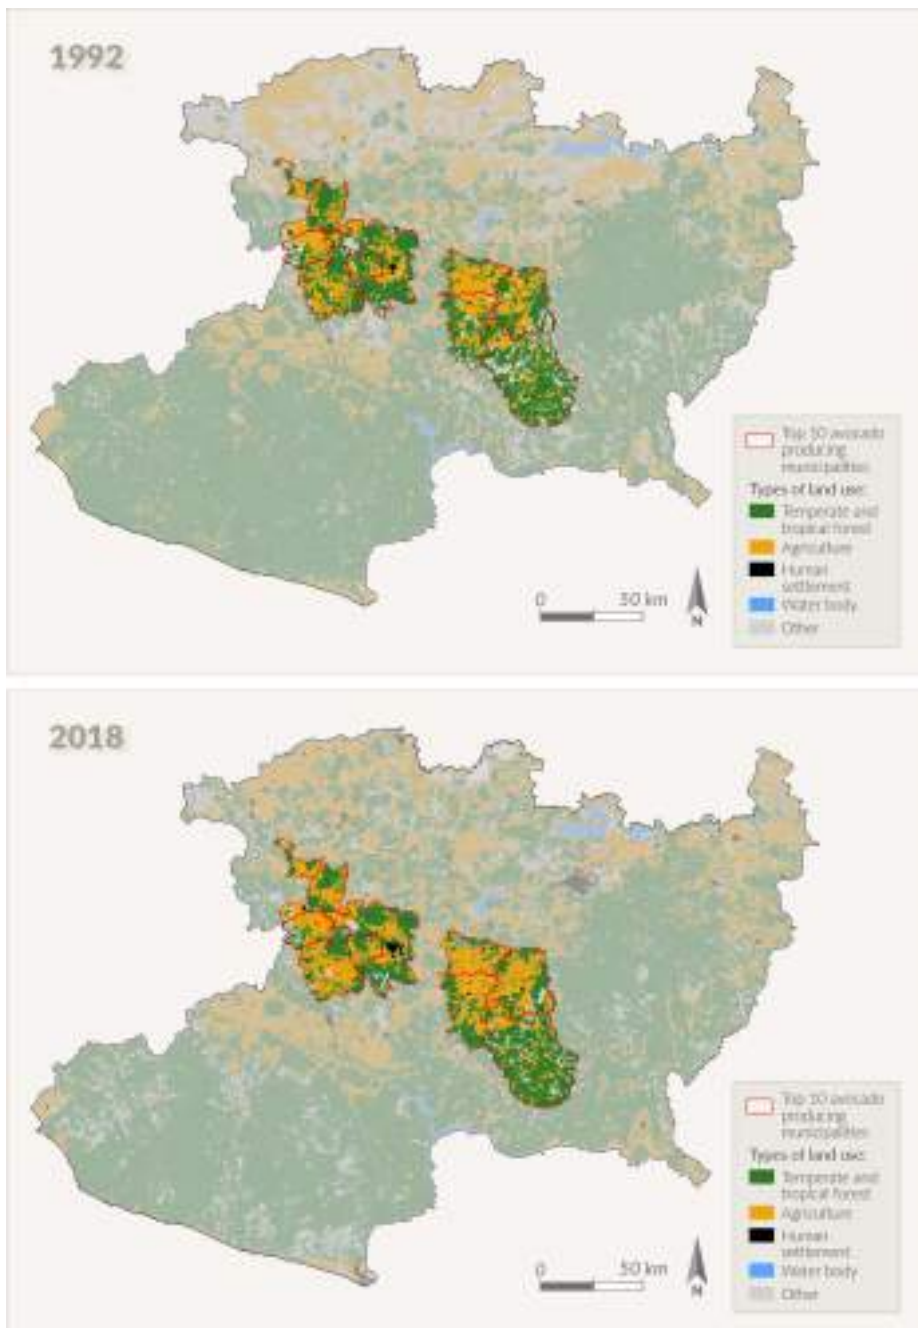 1992
Top 10 avocado
producing
municipalities
Types of land use:
Temperate and
tropical forest
Agriculture
Human
settlement
Water body
Other
0 50 km
N
2018
Top 10 avocado
producing
municipalities
Types of land use:
Temperate and
tropical forest
Agriculture
Human
settlement
Water body
Other
0 50 km
N